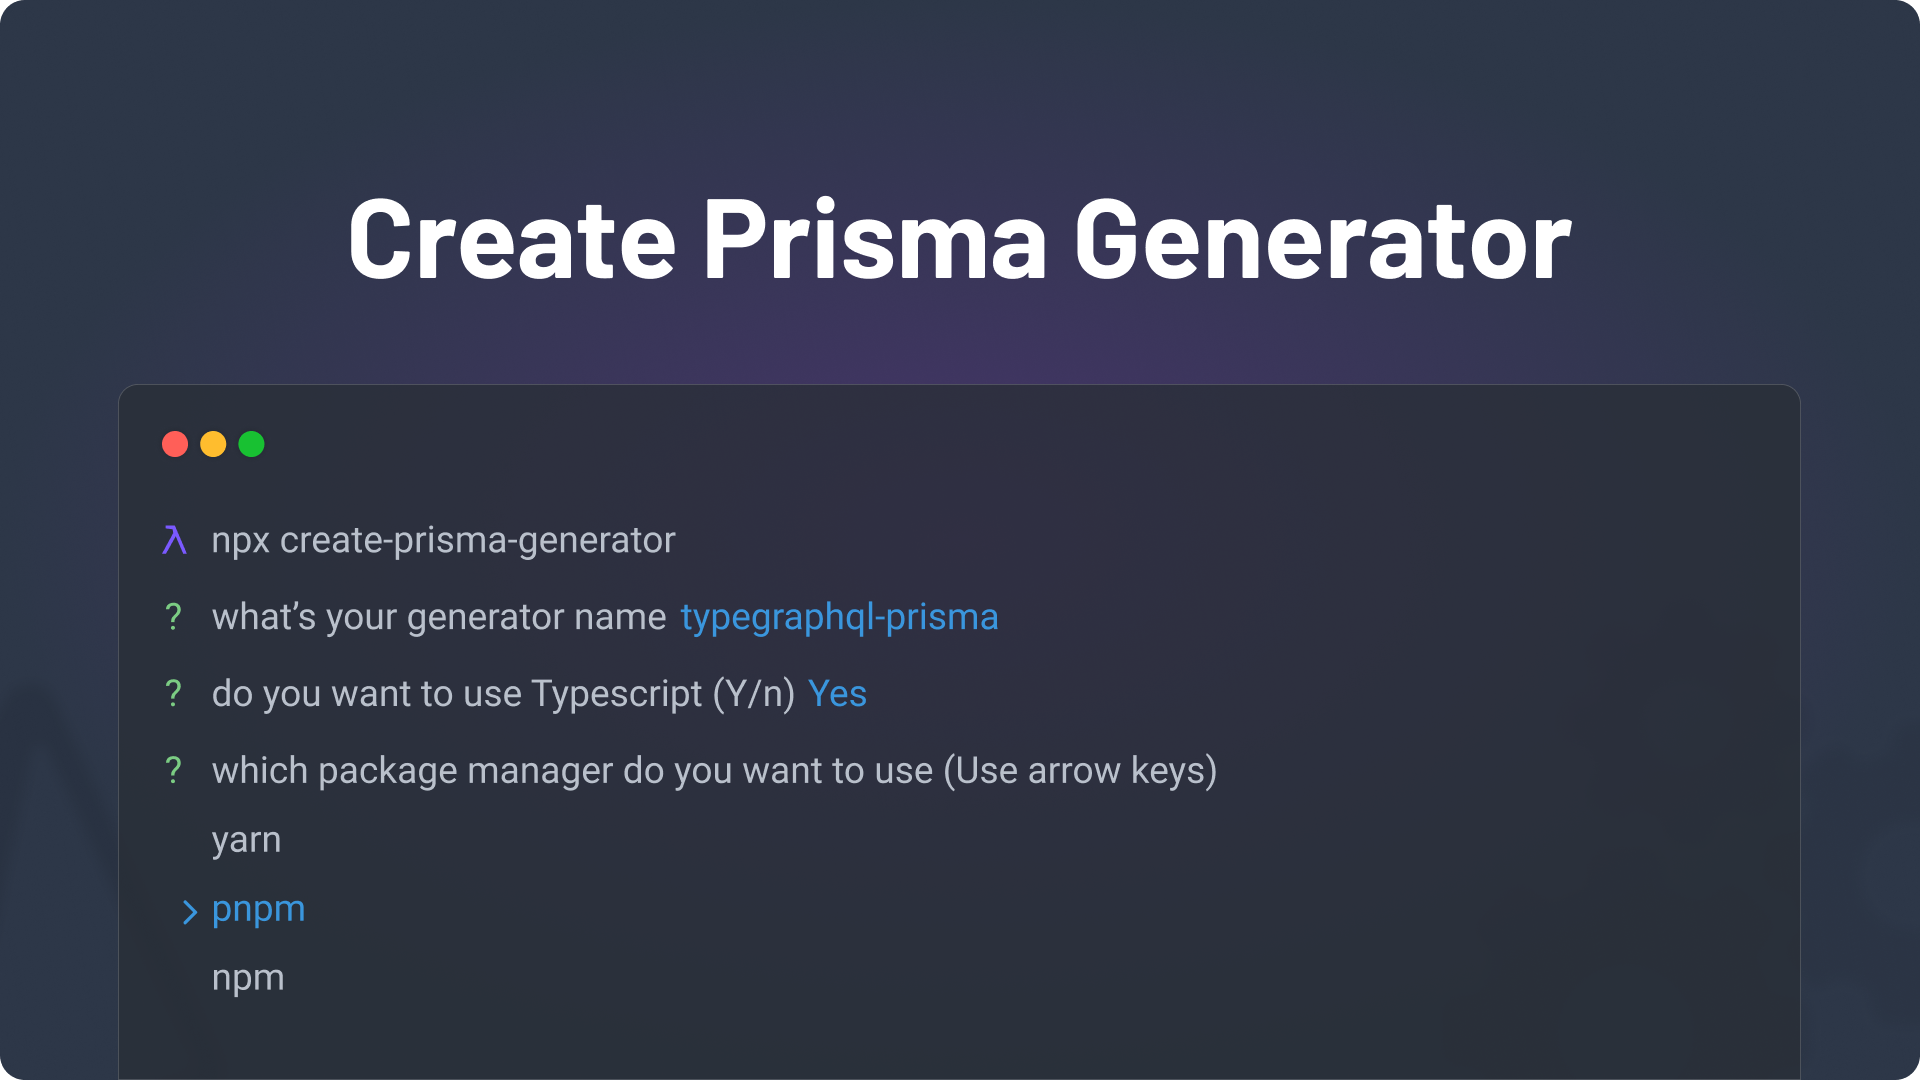 Create Prisma Generator
λ npx create-prisma-generator
? what’s your generator name typegraphql-prisma
? do you want to use Typescript (Y/n) Yes
? which package manager do you want to use (Use arrow keys)
yarn
> pnpm
npm